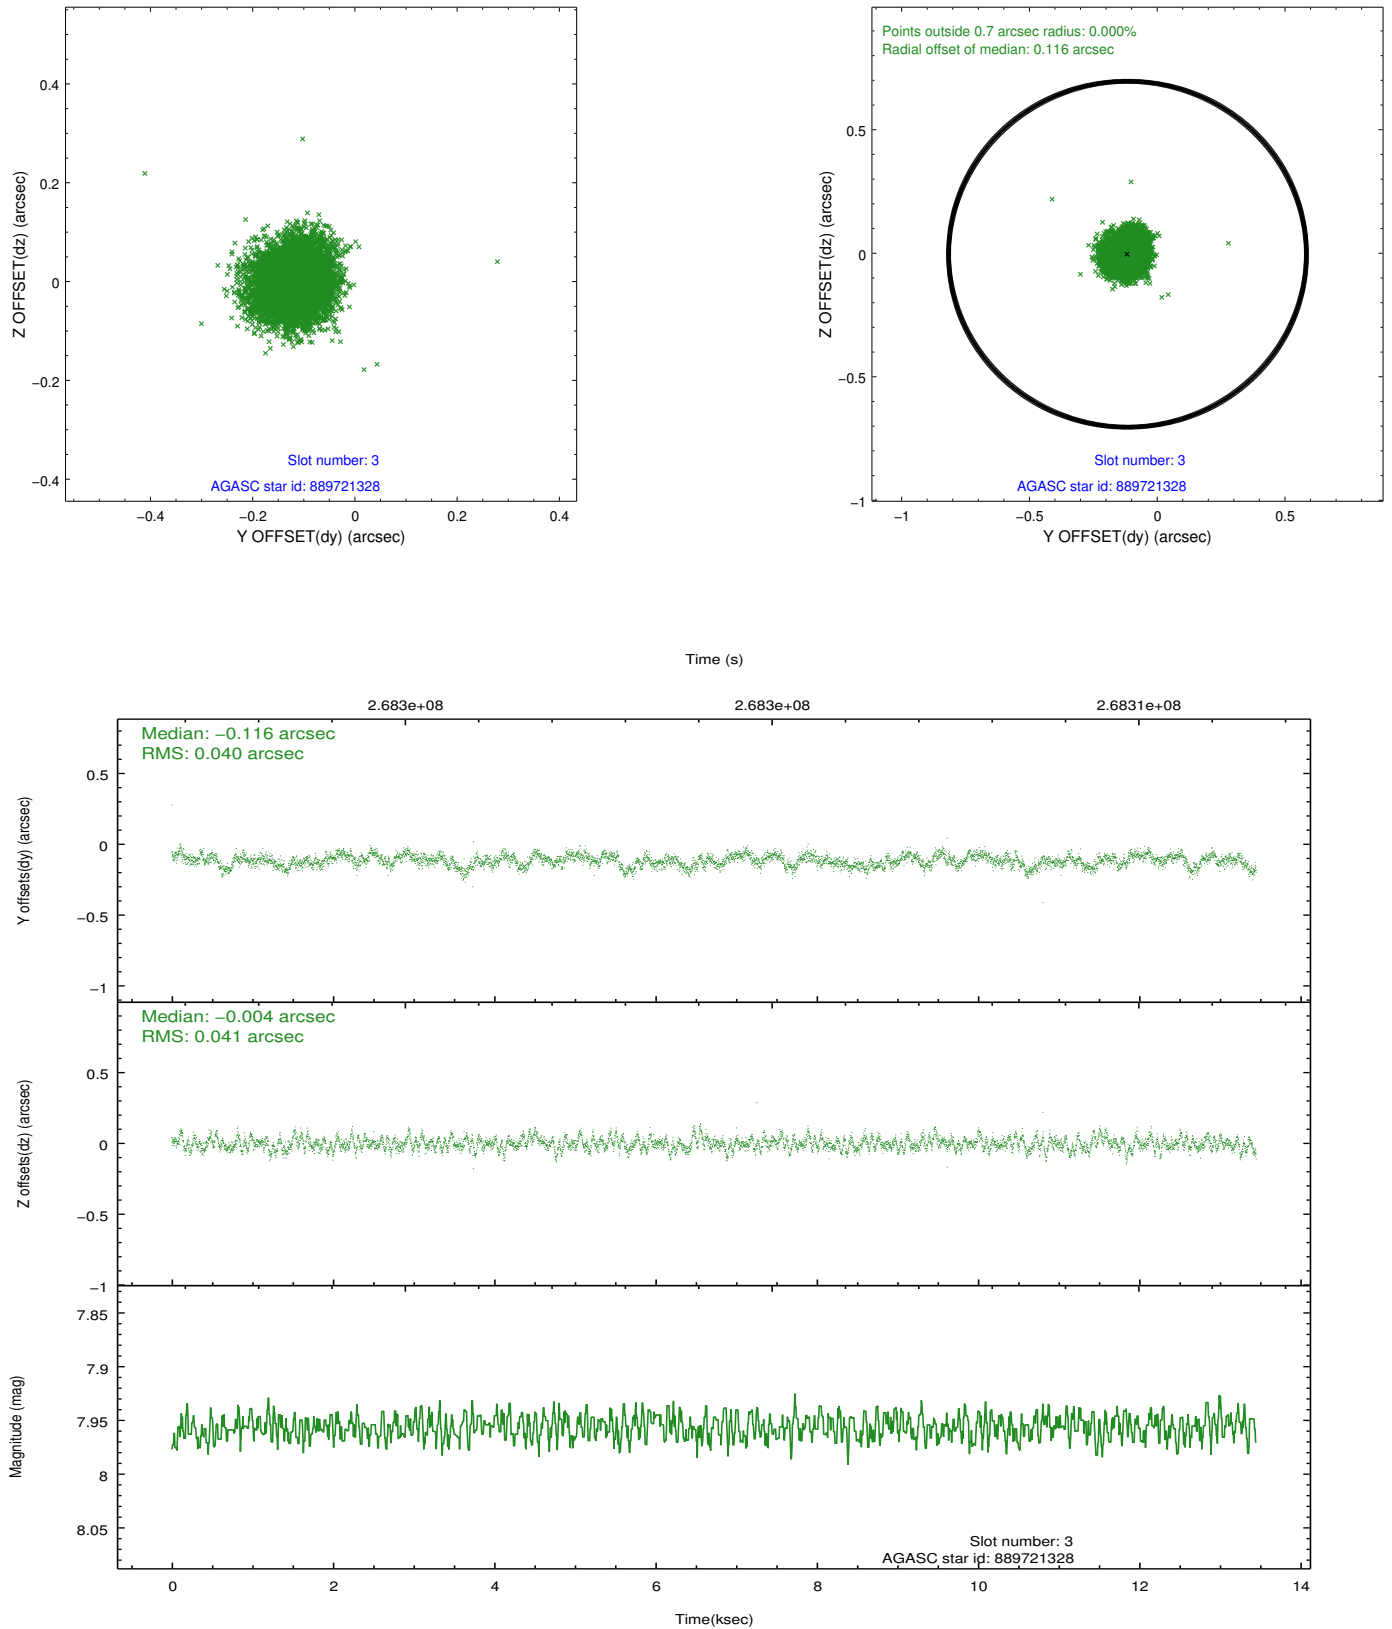 0.4
0.2
0
−0.2
−0.4
Z OFFSET(dz) (arcsec)
Slot number: 3
AGASC star id: 889721328
−0.4 −0.2 0 0.2 0.4
Y OFFSET(dy) (arcsec)
Points outside 0.7 arcsec radius: 0.000%
Radial offset of median: 0.116 arcsec
0.5
0
−0.5
−1
Z OFFSET(dz) (arcsec)
Slot number: 3
AGASC star id: 889721328
−1 −0.5 0 0.5
Y OFFSET(dy) (arcsec)
Time (s)
2.683e+08 2.683e+08 2.6831e+08
Median: −0.116 arcsec
RMS: 0.040 arcsec
0.5
0
−0.5
−1
Y offsets(dy) (arcsec)
Median: −0.004 arcsec
RMS: 0.041 arcsec
0.5
0
−0.5
−1
Z offsets(dz) (arcsec)
7.85
7.9
7.95
8
8.05
Magnitude (mag)
Slot number: 3
AGASC star id: 889721328
0 2 4 6 8 10 12 14
Time(ksec)